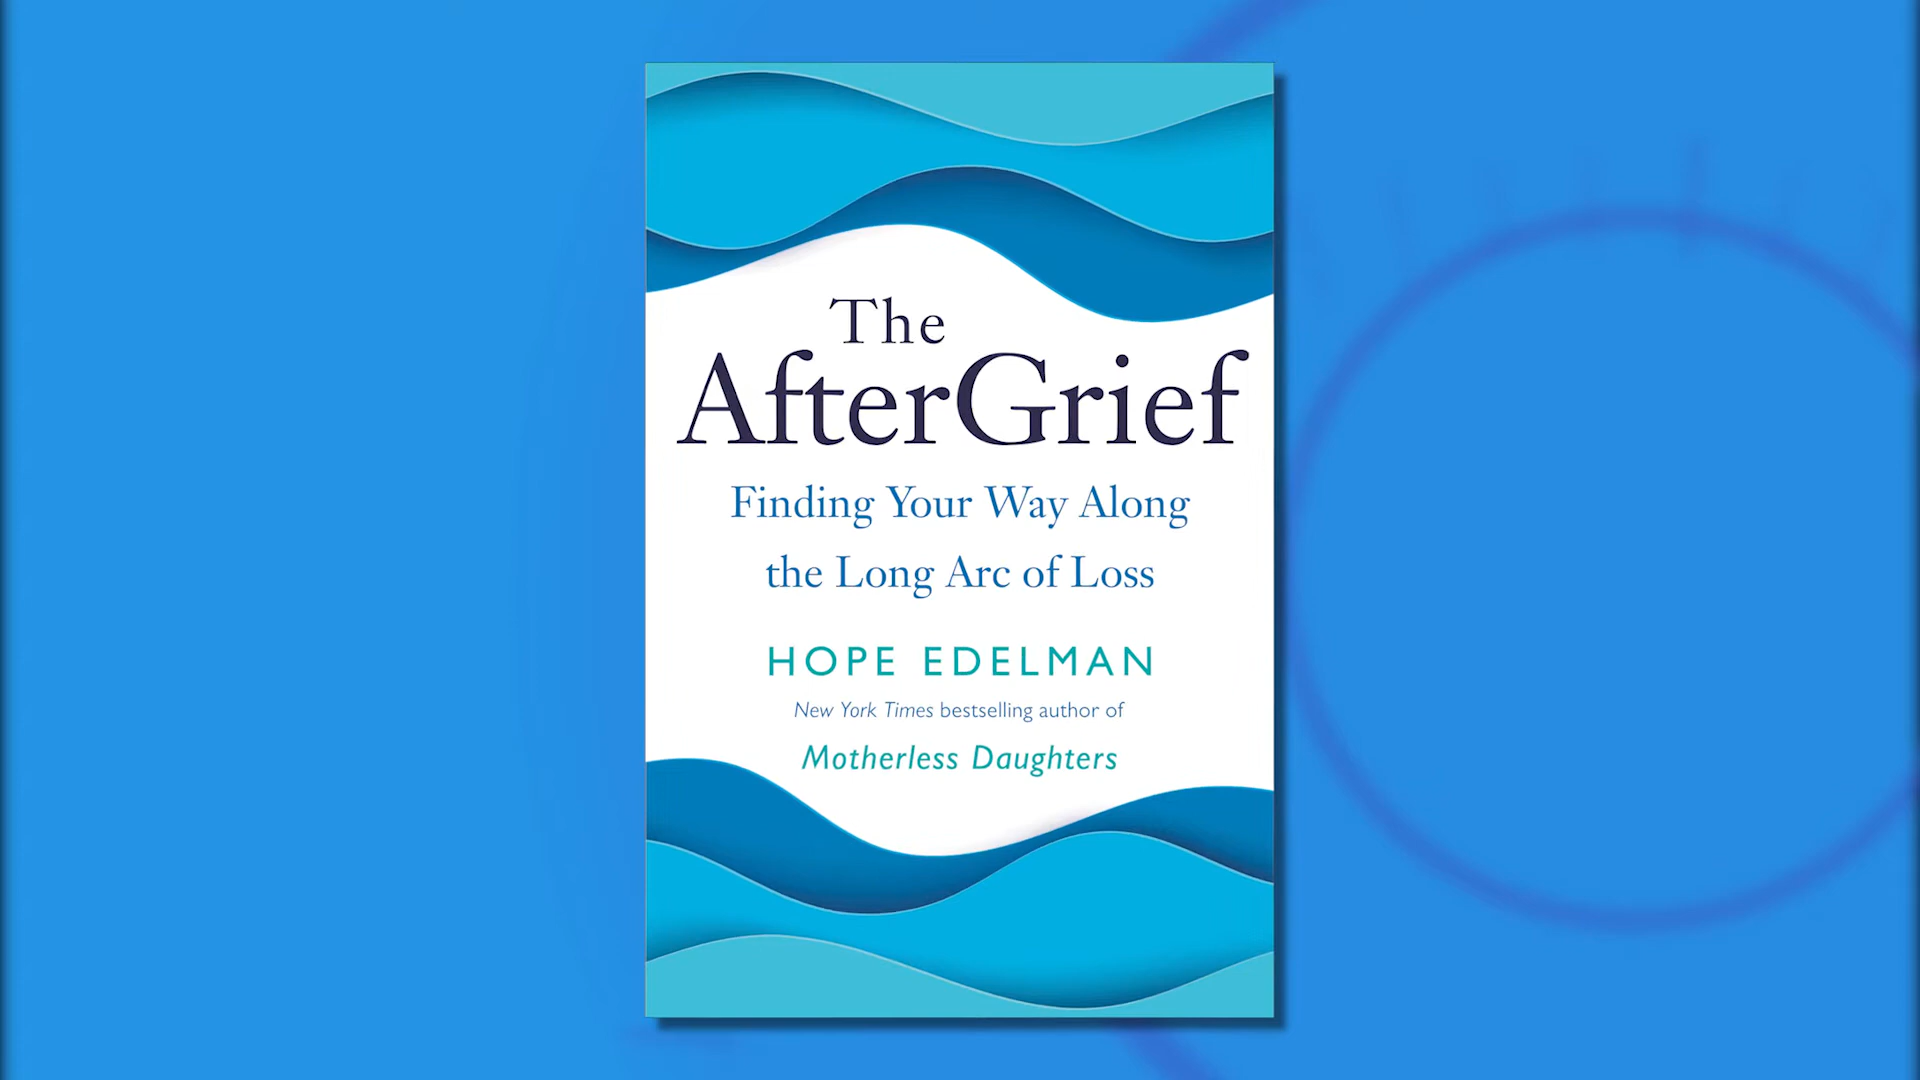 The
AfterGrief
Finding Your Way Along
the Long Arc of Loss
HOPE EDELMAN
New York Times bestselling author of
Motherless Daughters